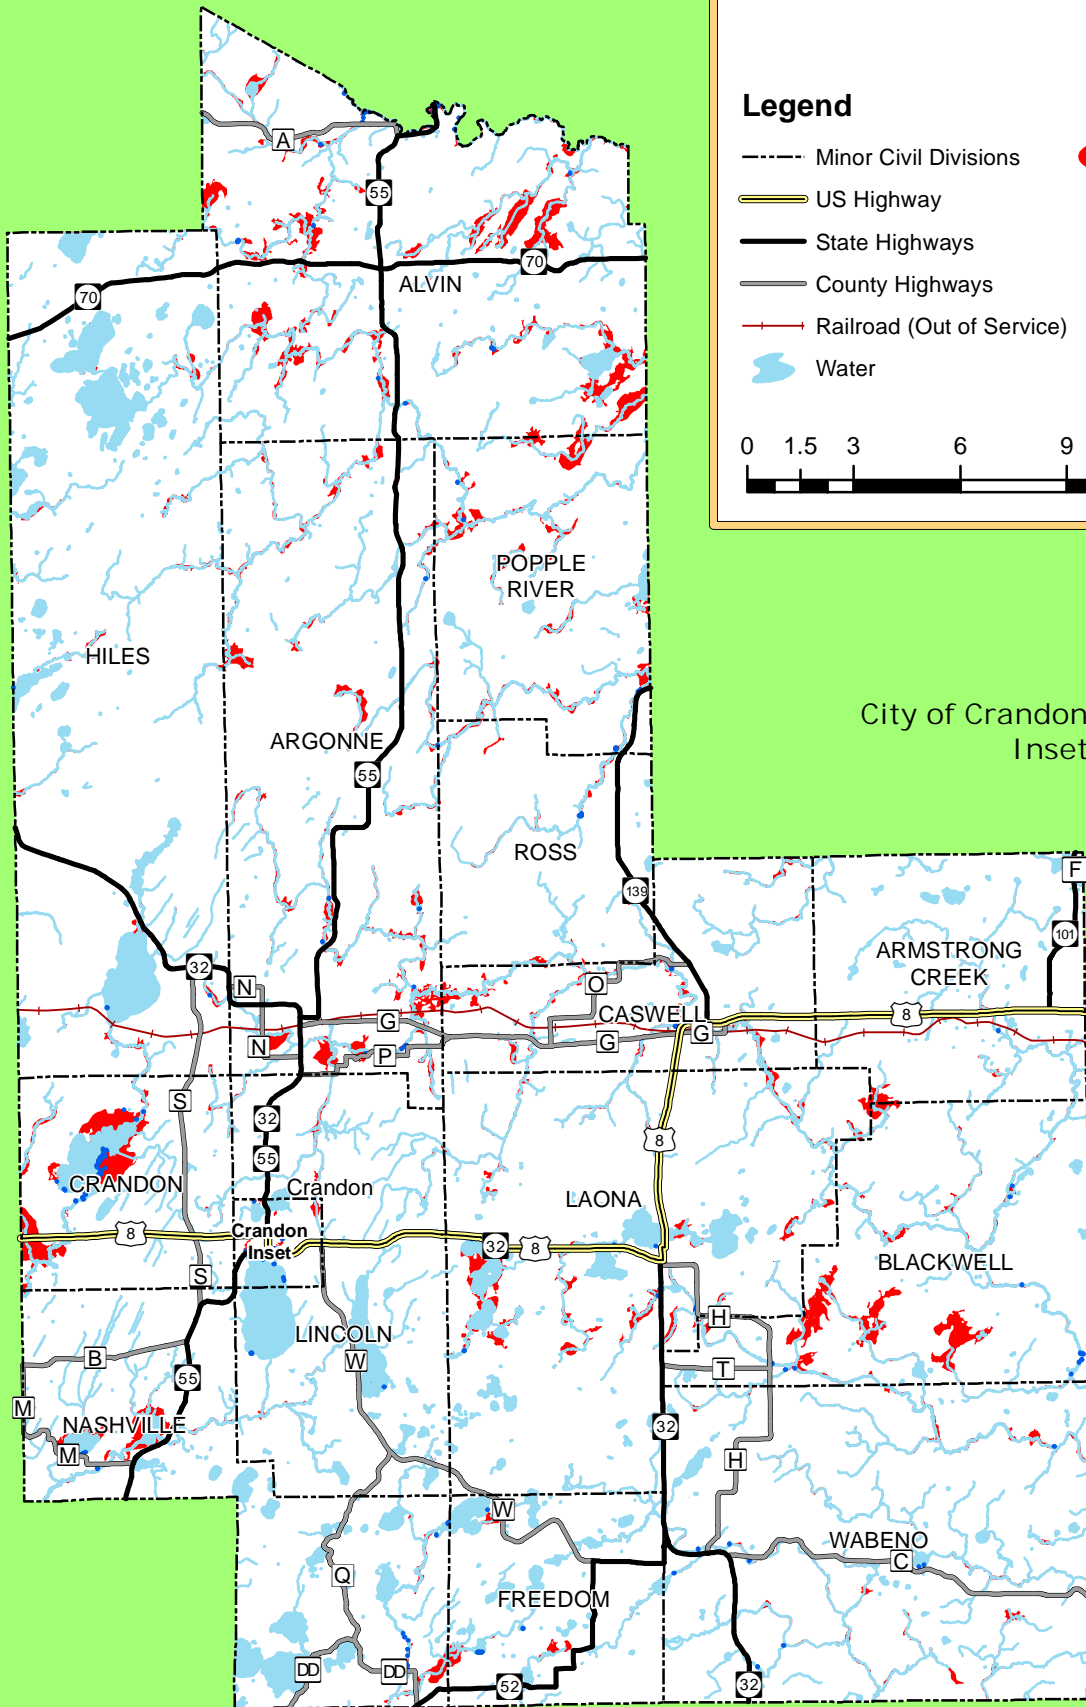 Legend
Minor Civil Divisions
US Highway
State Highways
County Highways
Railroad (Out of Service)
Water
0 1.5 3 6 9
A
55
70
ALVIN
70
POPPLE
RIVER
HILES
City of Crandon
Inset
ARGONNE
55
ROSS
139
F
101
ARMSTRONG
CREEK
32
N
O
CASWELL
8
G
G
G
N
P
S
32
8
55
CRANDON
Crandon
LAONA
8
Crandon
Inset
32
8
BLACKWELL
S
H
LINCOLN
B
W
T
55
M
NASHVILLE
32
M
H
W
WABENO
C
Q
FREEDOM
DD
DD
52
32